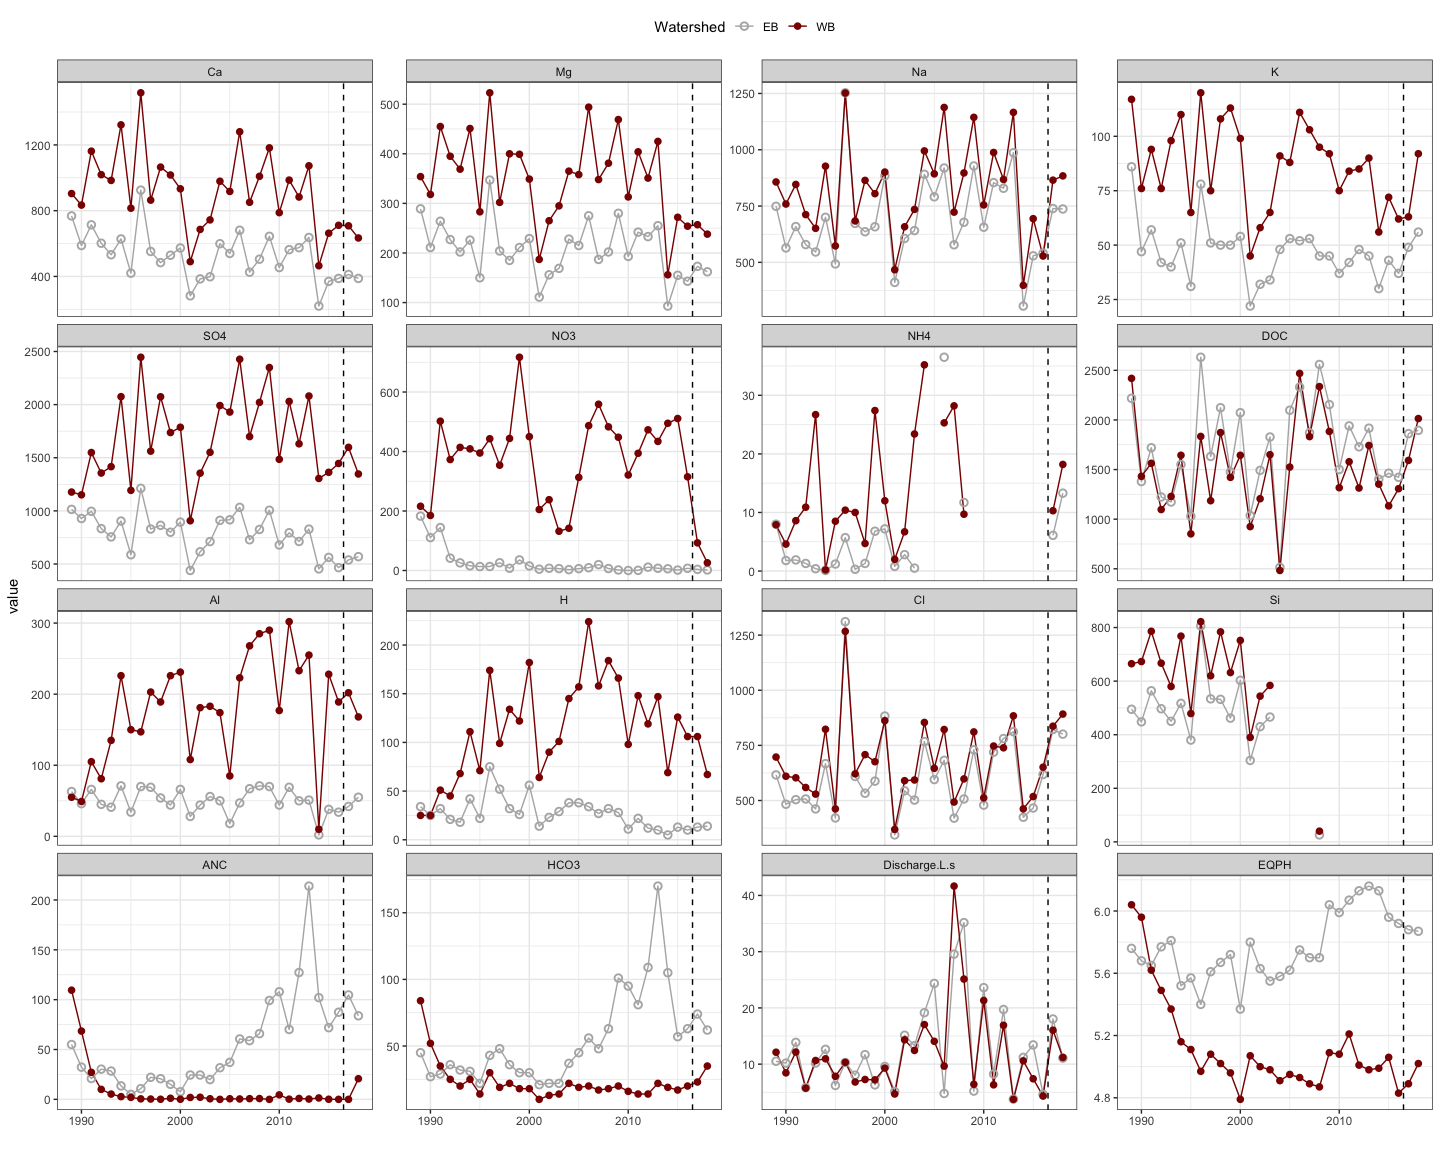 Watershed EB WB
Ca Mg Na K
1200 800 400
500 400 300 200 100
1250 1000 750 500
100 75 50 25
SO4 NO3 NH4 DOC
2500 2000 1500 1000 500
600 400 200 0
30 20 10 0
2500 2000 1500 1000 500
value
Al H Cl Si
300 200 100 0
200 150 100 50 0
1250 1000 750 500
800 600 400 200 0
ANC HCO3 Discharge.L.s EQPH
200 150 100 50 0
150 100 50
40 30 20 10
6.0 5.6 5.2 4.8
1990 2000 2010 1990 2000 2010 1990 2000 2010 1990 2000 2010